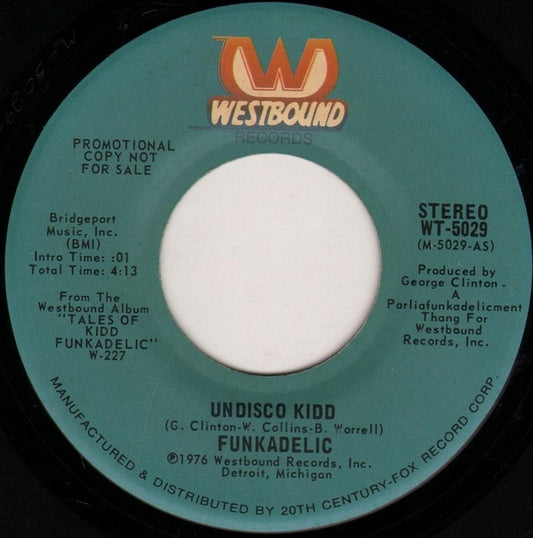 WESTBOUND
RECORDS
PROMOTIONAL
COPY NOT
FOR SALE
Bridgeport
Music, Inc.
(BMI)
Intro Time: :01
Total Time: 4:13
From The
Westbound Album
"TALES OF
KIDD
FUNKADELIC"
W-227
STEREO
WT-5029
(M-5029-AS)
Produced by
George Clinton -
A
Parliafunkadelicment
Thang For
Westbound
Records, Inc.
UNDISCO KIDD
(G. Clinton-W. Collins-B. Worrell)
FUNKADELIC
℗1976 Westbound Records, Inc.
Detroit, Michigan
MANUFACTURED & DISTRIBUTED BY 20TH CENTURY-FOX RECORD CORP.